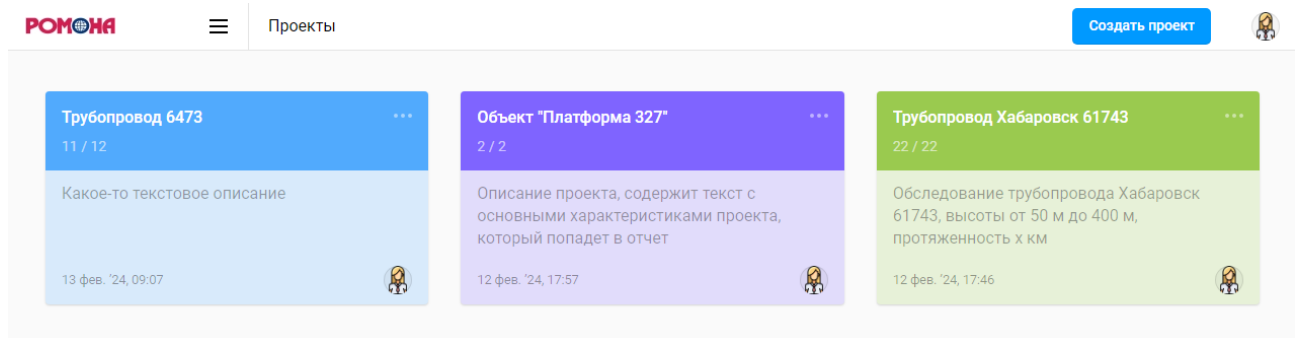 РОМОНА
Проекты
Создать проект
Трубопровод 6473
11 / 12
Какое-то текстовое описание
13 фев. '24, 09:07
Объект "Платформа 327"
2 / 2
Описание проекта, содержит текст с
основными характеристиками проекта,
который попадет в отчет
12 фев. '24, 17:57
Трубопровод Хабаровск 61743
22 / 22
Обследование трубопровода Хабаровск
61743, высоты от 50 м до 400 м,
протяженность х км
12 фев. '24, 17:46